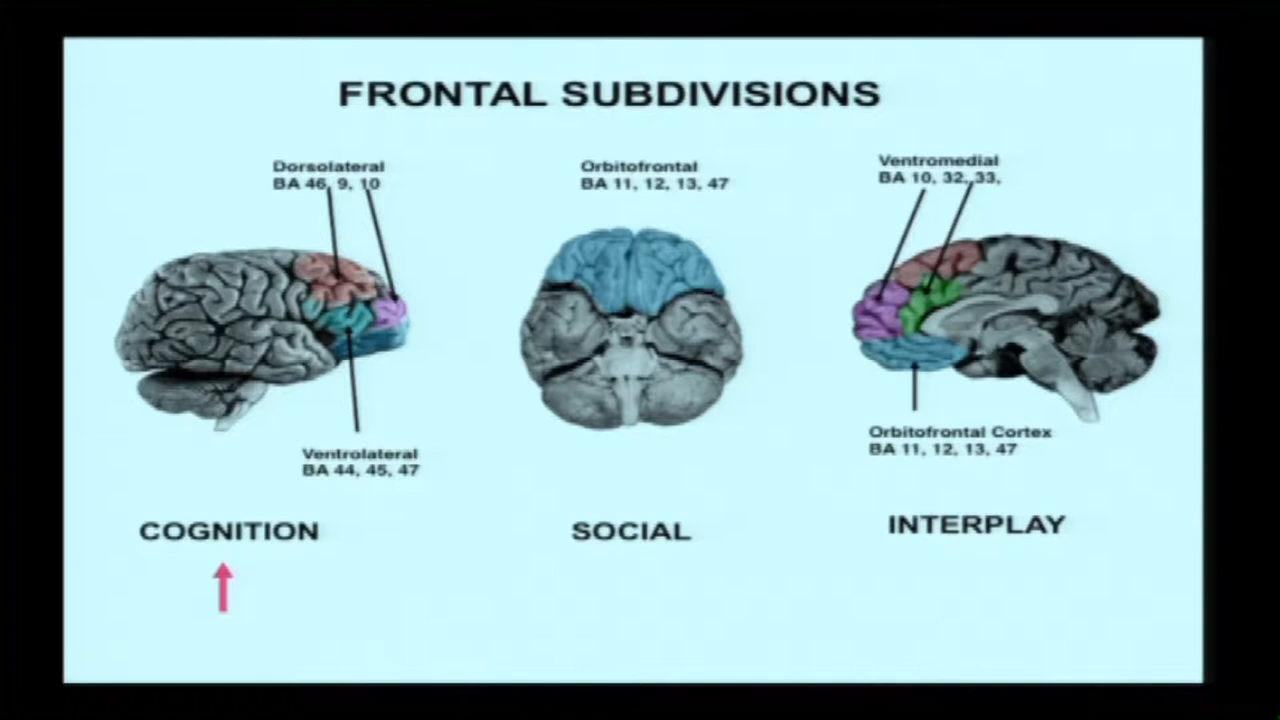 FRONTAL SUBDIVISIONS
Dorsolateral
BA 46, 9, 10
Orbitofrontal
BA 11, 12, 13, 47
Ventromedial
BA 10, 32, 33,
Ventrolateral
BA 44, 45, 47
Orbitofrontal Cortex
BA 11, 12, 13, 47
COGNITION
SOCIAL
INTERPLAY